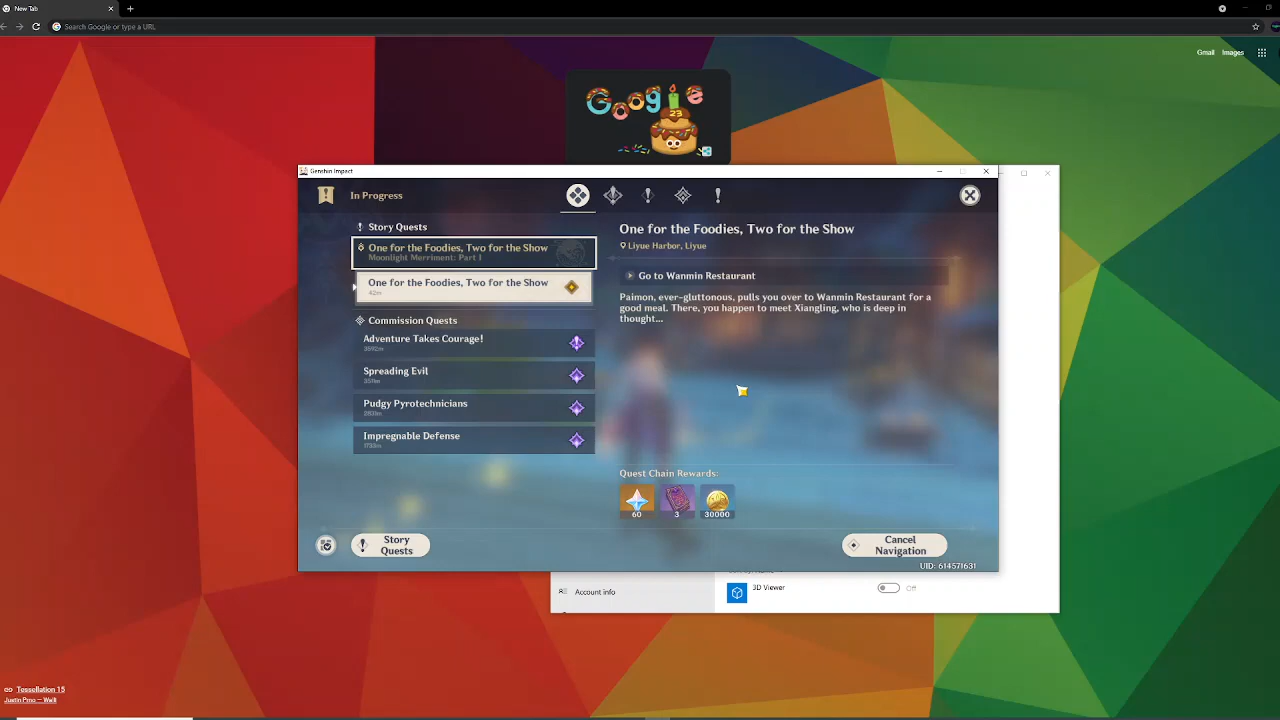 New Tab
Search Google or type a URL
Gmail Images
Google
23
Genshin Impact
In Progress
Story Quests
One for the Foodies, Two for the Show
Moonlight Merriment: Part I
One for the Foodies, Two for the Show
42m
Commission Quests
Adventure Takes Courage!
3592m
Spreading Evil
Pudgy Pyrotechnicians
Impregnable Defense
One for the Foodies, Two for the Show
Liyue Harbor, Liyue
Go to Wanmin Restaurant
Paimon, ever-gluttonous, pulls you over to Wanmin Restaurant for a
good meal. There, you happen to meet Xiangling, who is deep in
thought...
Quest Chain Rewards:
60 3 30000
Story
Quests
Cancel
Navigation
UID: 614571631
Account info
3D Viewer
Off
Tessellation 15